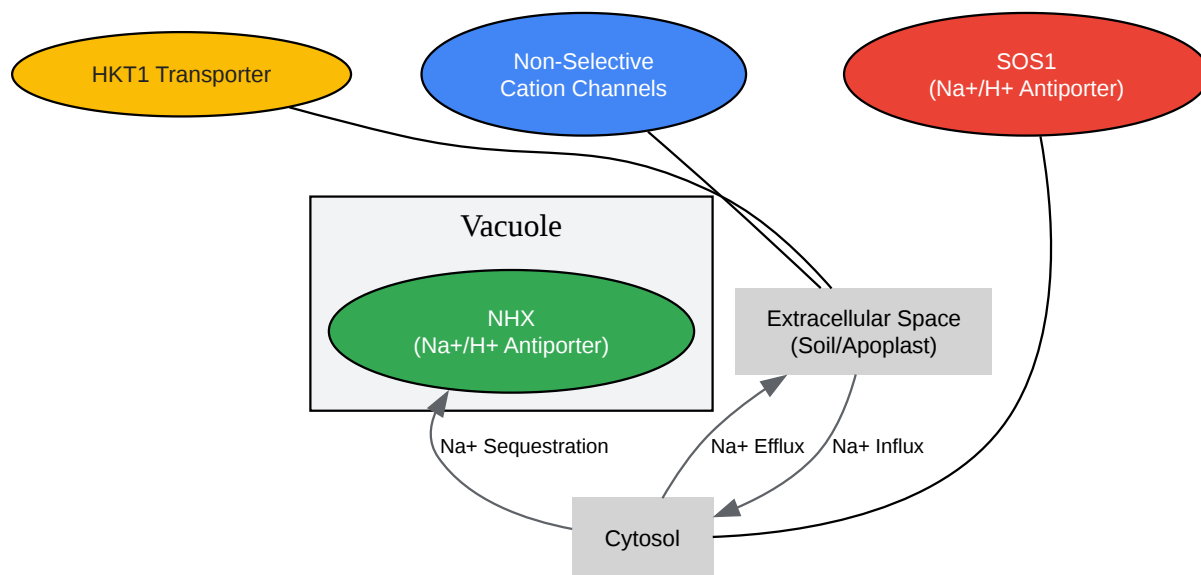 HKT1 Transporter
Non-Selective
Cation Channels
SOS1
(Na+/H+ Antiporter)
Vacuole
NHX
(Na+/H+ Antiporter)
Extracellular Space
(Soil/Apoplast)
Na+ Sequestration
Na+ Efflux
Na+ Influx
Cytosol